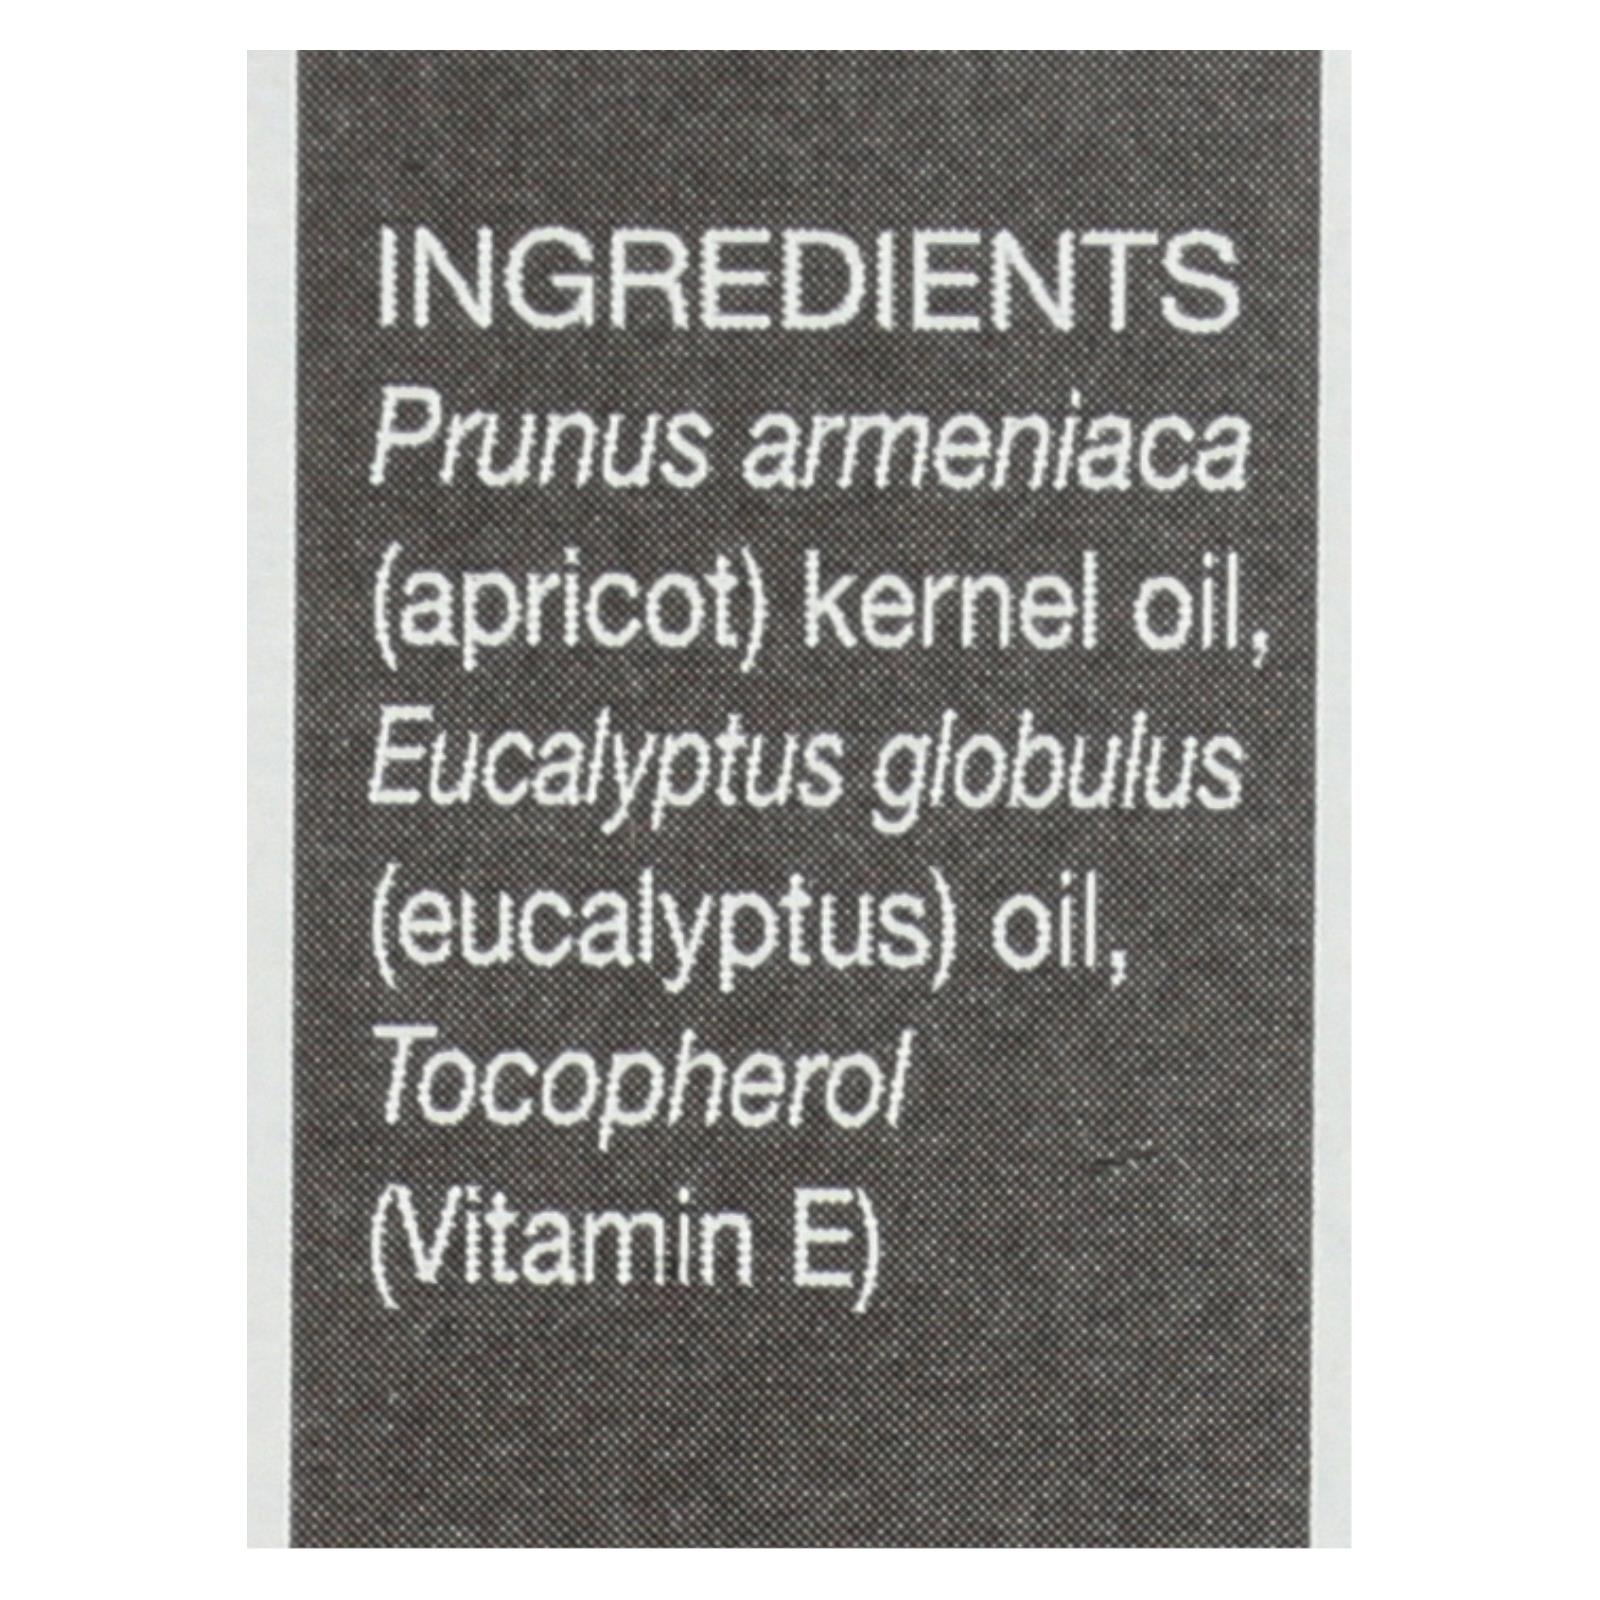 INGREDIENTS
Prunus armeniaca
(apricot) kernel oil,
Eucalyptus globulus
(eucalyptus) oil,
Tocopherol
(Vitamin E)